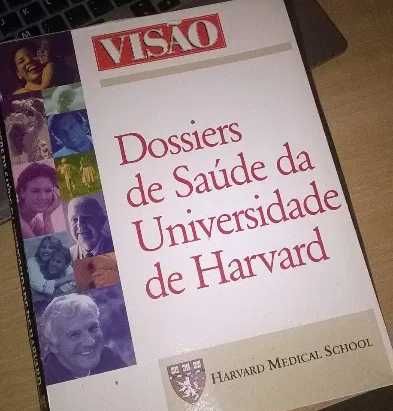 VISÃO
Dossiers
de Saúde da
Universidade
de Harvard
HARVARD MEDICAL SCHOOL